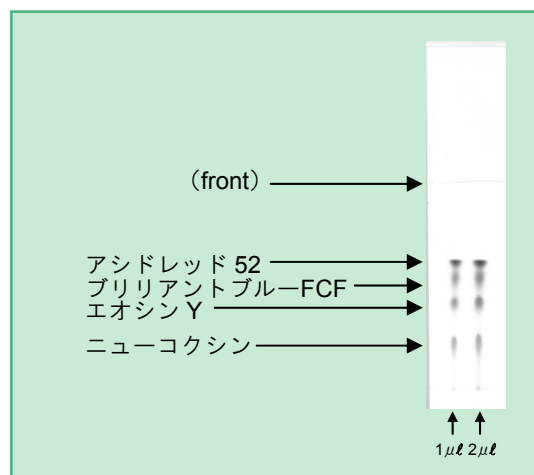 （front）
アシドレッド 52
ブリリアントブルーFCF
エオシン Y
ニューコクシン
1μℓ 2μℓ